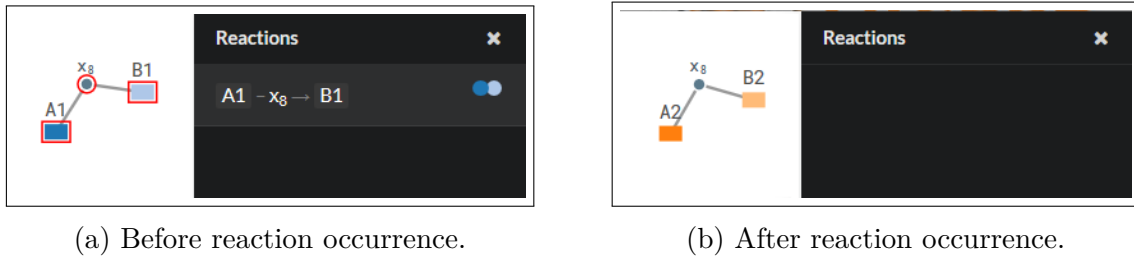 x₈
B1
A1
Reactions ✖
A1 – x₈ → B1
(a) Before reaction occurrence.
x₈
B2
A2
Reactions ✖
(b) After reaction occurrence.